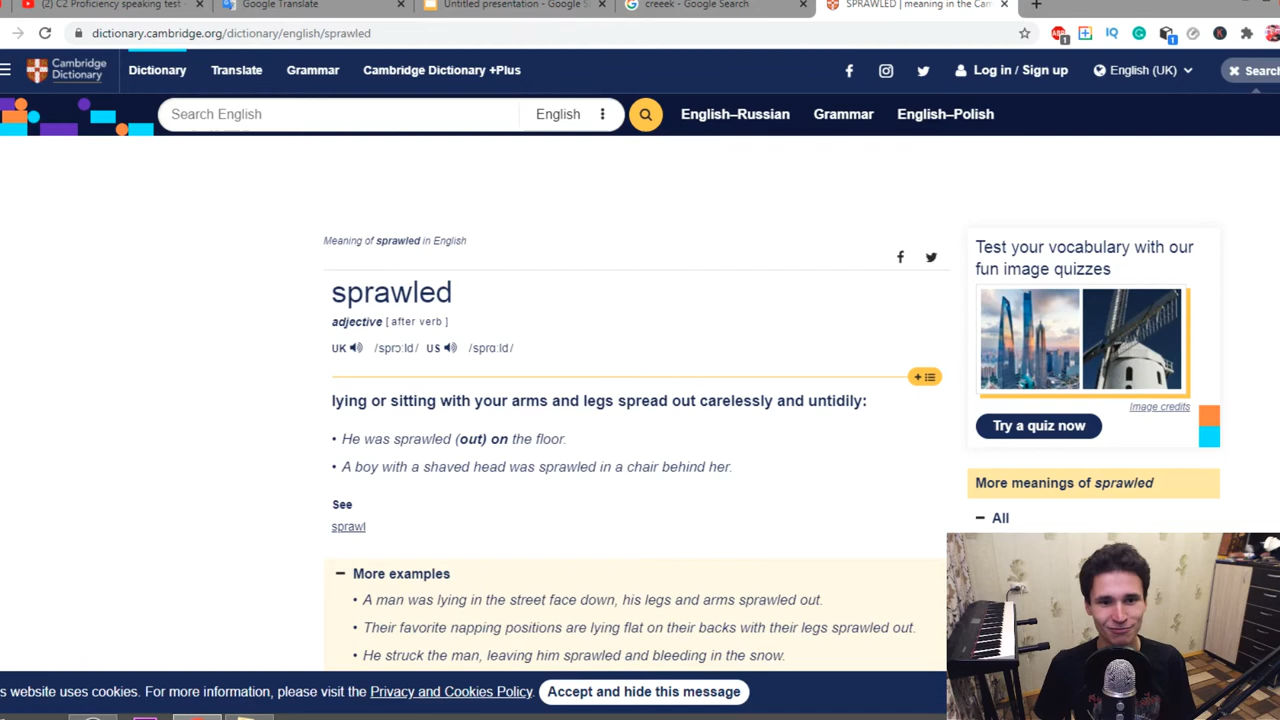 (2) C2 Proficiency speaking test -
Google Translate
Untitled presentation - Google S
creeek - Google Search
SPRAWLED | meaning in the Cam
dictionary.cambridge.org/dictionary/english/sprawled
Cambridge
Dictionary
Dictionary
Translate
Grammar
Cambridge Dictionary +Plus
Log in / Sign up
English (UK)
Search
Search English
English
English–Russian
Grammar
English–Polish
Meaning of sprawled in English
sprawled
adjective [ after verb ]
UK /sprɔːld/ US /sprɑːld/
lying or sitting with your arms and legs spread out carelessly and untidily:
• He was sprawled (out) on the floor.
• A boy with a shaved head was sprawled in a chair behind her.
See
sprawl
More examples
• A man was lying in the street face down, his legs and arms sprawled out.
• Their favorite napping positions are lying flat on their backs with their legs sprawled out.
• He struck the man, leaving him sprawled and bleeding in the snow.
Test your vocabulary with our
fun image quizzes
Image credits
Try a quiz now
More meanings of sprawled
All
s website uses cookies. For more information, please visit the Privacy and Cookies Policy.
Accept and hide this message